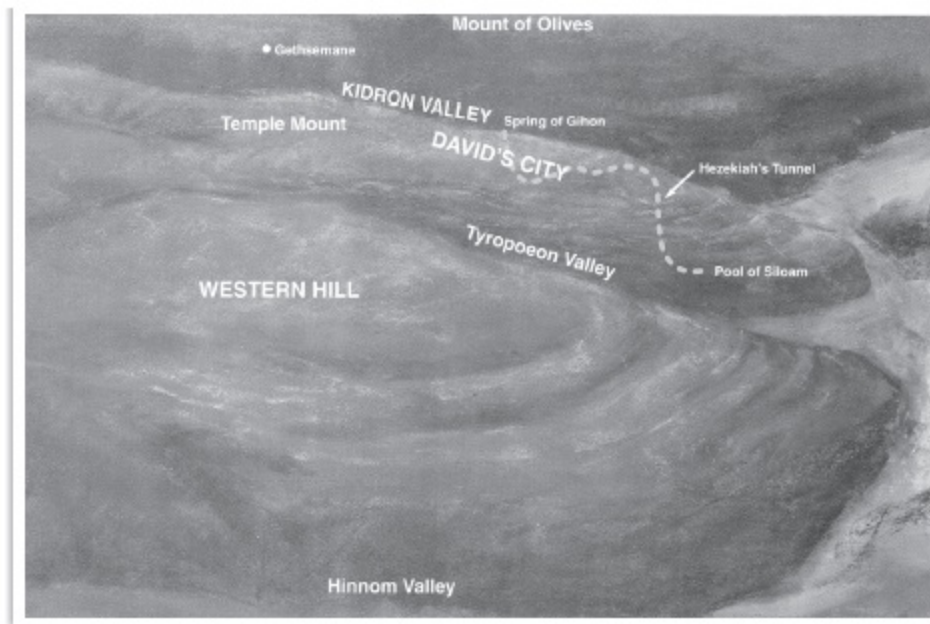 Mount of Olives
Gethsemane
KIDRON VALLEY
Spring of Gihon
Temple Mount
DAVID'S CITY
Hezekiah's Tunnel
Tyropoeon Valley
Pool of Siloam
WESTERN HILL
Hinnom Valley